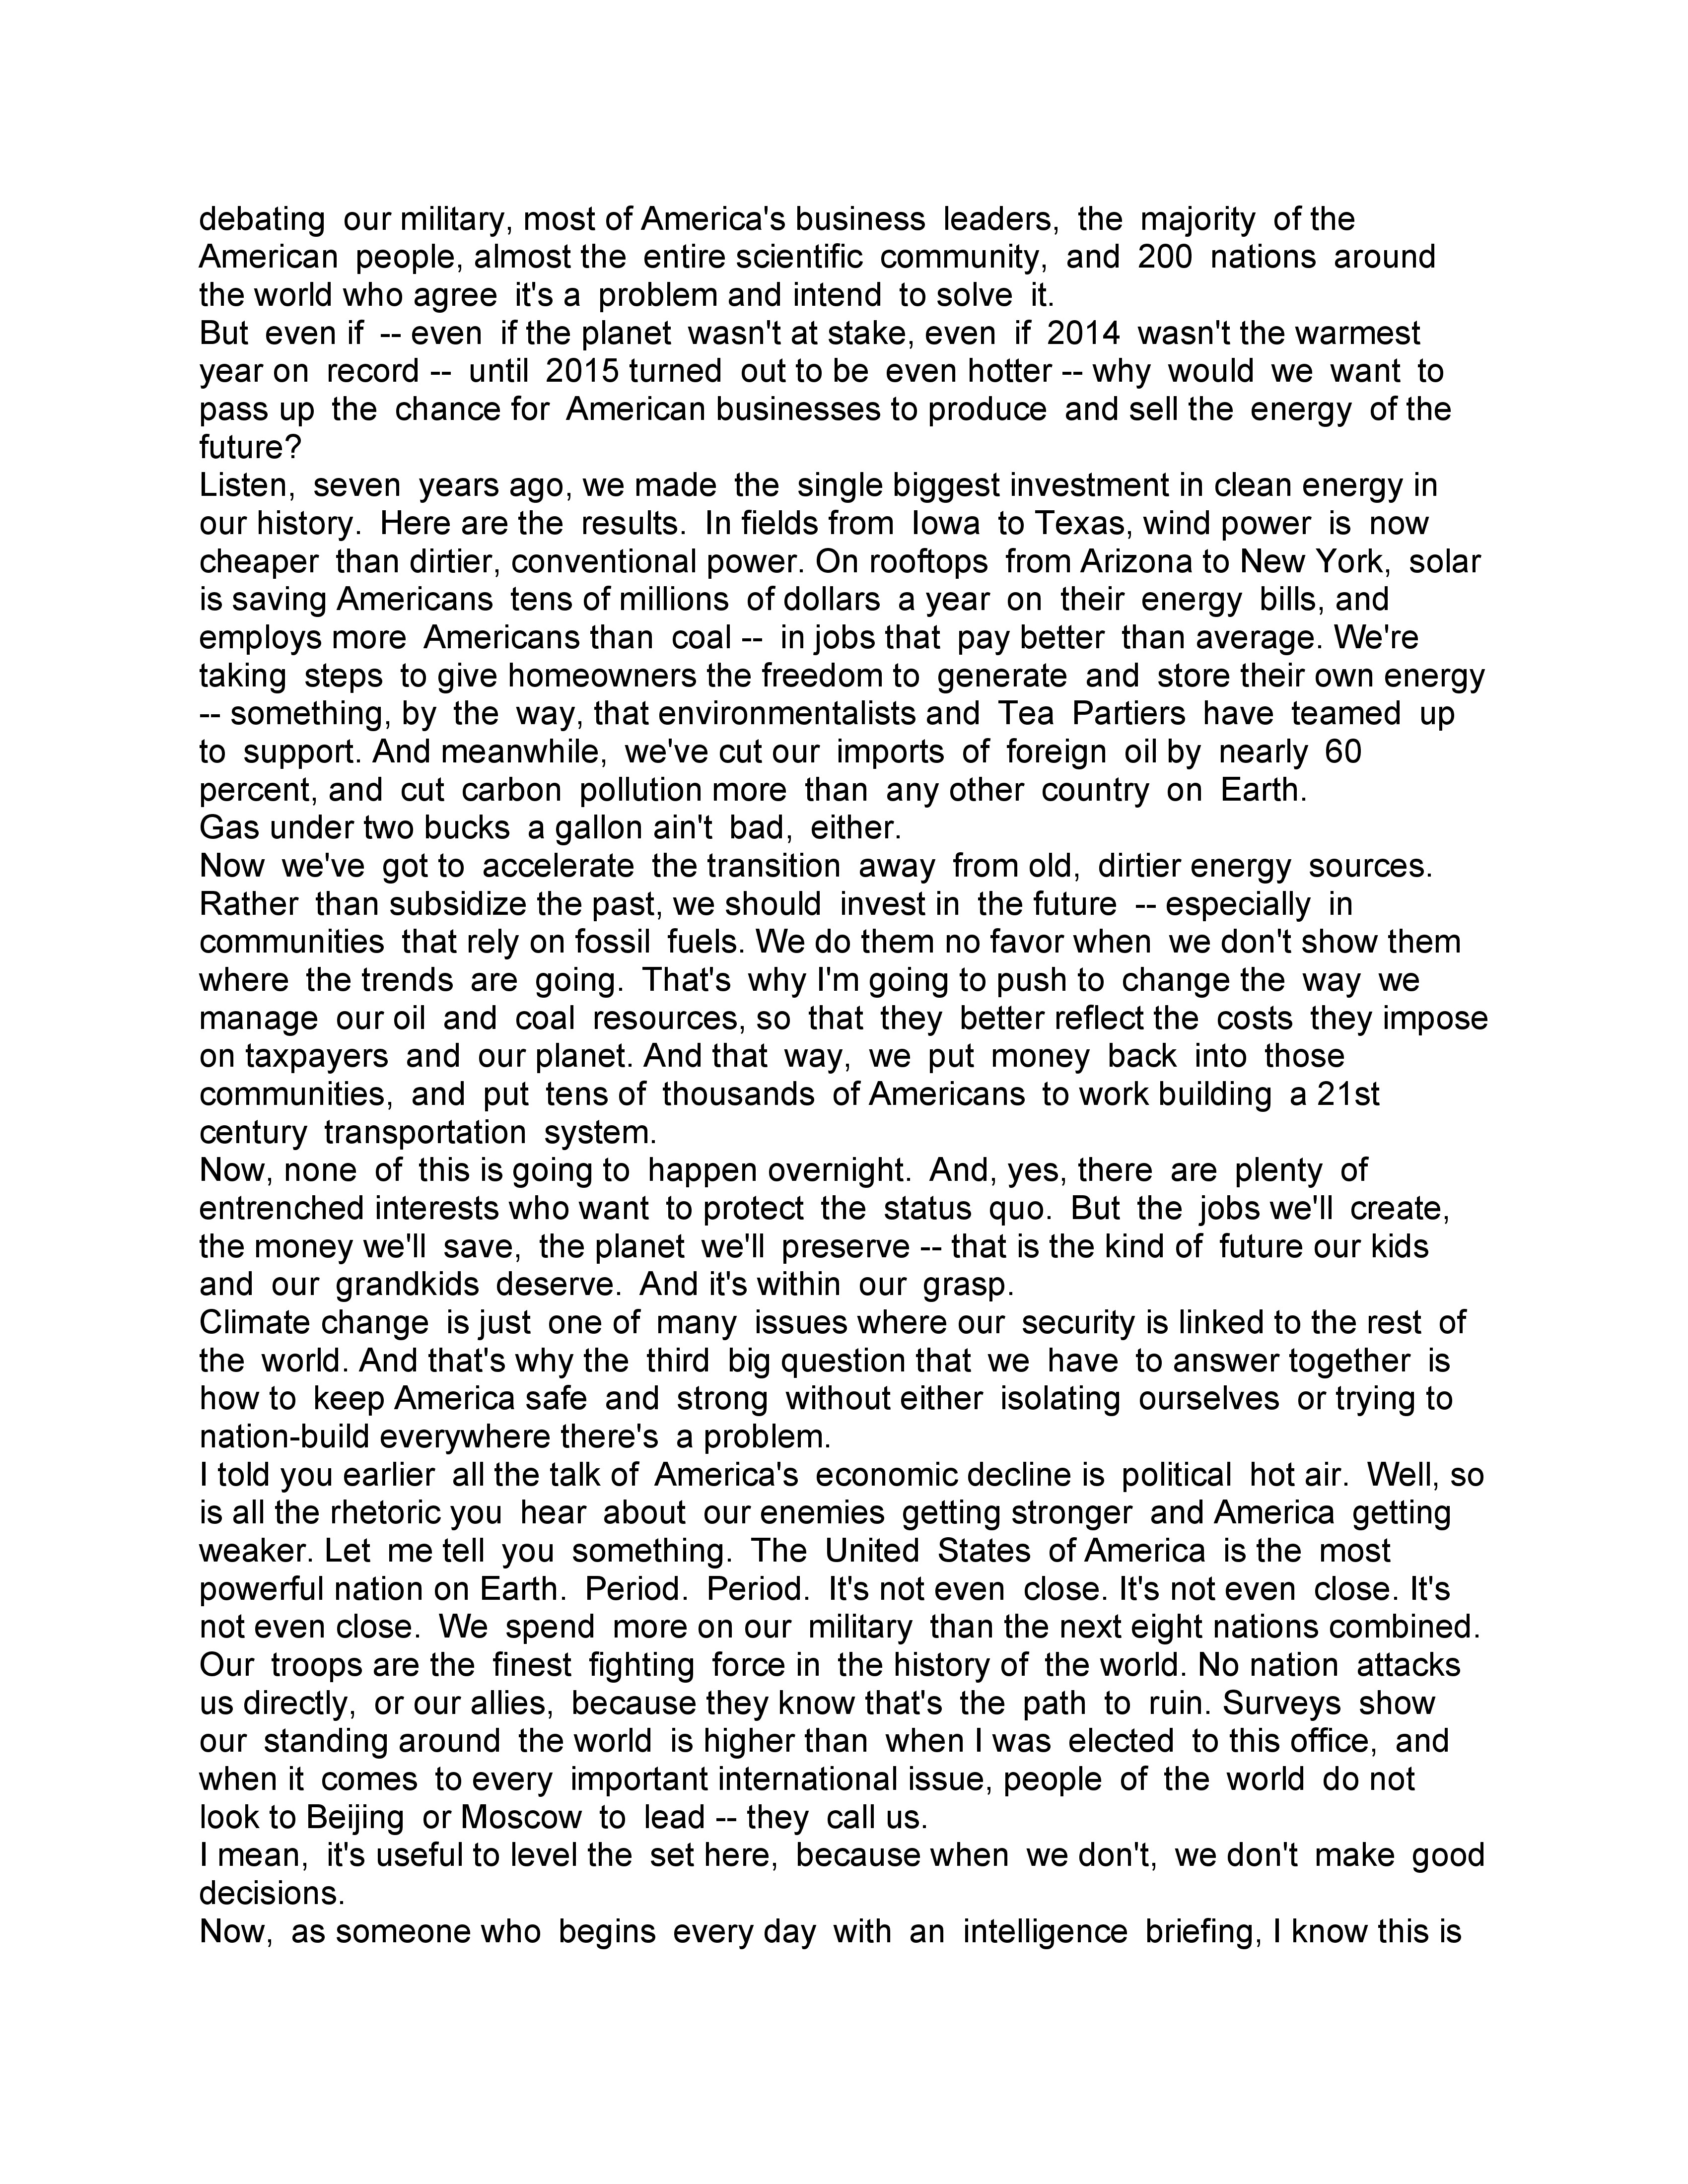 debating our military, most of America's business leaders, the majority of the
American people, almost the entire scientific community, and 200 nations around
the world who agree it's a problem and intend to solve it.
But even if -- even if the planet wasn't at stake, even if 2014 wasn't the warmest
year on record -- until 2015 turned out to be even hotter -- why would we want to
pass up the chance for American businesses to produce and sell the energy of the
future?
Listen, seven years ago, we made the single biggest investment in clean energy in
our history. Here are the results. In fields from Iowa to Texas, wind power is now
cheaper than dirtier, conventional power. On rooftops from Arizona to New York, solar
is saving Americans tens of millions of dollars a year on their energy bills, and
employs more Americans than coal -- in jobs that pay better than average. We're
taking steps to give homeowners the freedom to generate and store their own energy
-- something, by the way, that environmentalists and Tea Partiers have teamed up
to support. And meanwhile, we've cut our imports of foreign oil by nearly 60
percent, and cut carbon pollution more than any other country on Earth.
Gas under two bucks a gallon ain't bad, either.
Now we've got to accelerate the transition away from old, dirtier energy sources.
Rather than subsidize the past, we should invest in the future -- especially in
communities that rely on fossil fuels. We do them no favor when we don't show them
where the trends are going. That's why I'm going to push to change the way we
manage our oil and coal resources, so that they better reflect the costs they impose
on taxpayers and our planet. And that way, we put money back into those
communities, and put tens of thousands of Americans to work building a 21st
century transportation system.
Now, none of this is going to happen overnight. And, yes, there are plenty of
entrenched interests who want to protect the status quo. But the jobs we'll create,
the money we'll save, the planet we'll preserve -- that is the kind of future our kids
and our grandkids deserve. And it's within our grasp.
Climate change is just one of many issues where our security is linked to the rest of
the world. And that's why the third big question that we have to answer together is
how to keep America safe and strong without either isolating ourselves or trying to
nation-build everywhere there's a problem.
I told you earlier all the talk of America's economic decline is political hot air. Well, so
is all the rhetoric you hear about our enemies getting stronger and America getting
weaker. Let me tell you something. The United States of America is the most
powerful nation on Earth. Period. Period. It's not even close. It's not even close. It's
not even close. We spend more on our military than the next eight nations combined.
Our troops are the finest fighting force in the history of the world. No nation attacks
us directly, or our allies, because they know that's the path to ruin. Surveys show
our standing around the world is higher than when I was elected to this office, and
when it comes to every important international issue, people of the world do not
look to Beijing or Moscow to lead -- they call us.
I mean, it's useful to level the set here, because when we don't, we don't make good
decisions.
Now, as someone who begins every day with an intelligence briefing, I know this is